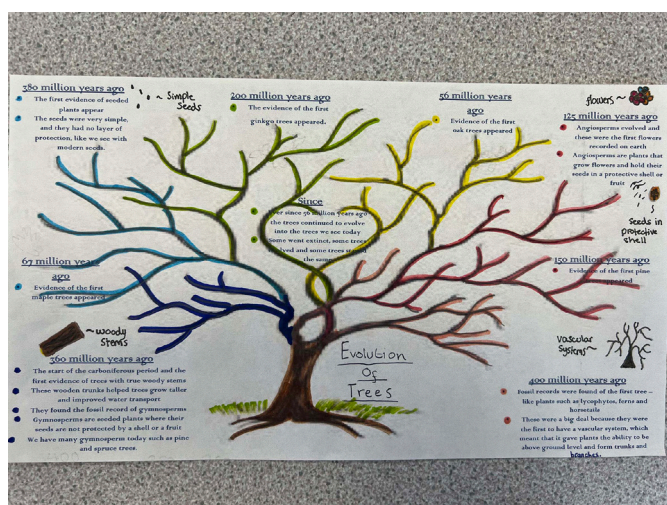 380 million years ago
The first evidence of seeded
plants appear
The seeds were very simple,
and they had no layer of
protection, like we see with
modern seeds.
~ Simple
Seeds
200 million years ago
The evidence of the first
ginkgo trees appeared.
56 million years
ago
Evidence of the first
oak trees appeared
flowers ~
125 million years ago
Angiosperms evolved and
these were the first flowers
recorded on earth
Angiosperms are plants that
grow flowers and hold their
seeds in a protective shell or
fruit
Seeds in
protective
shell
Since
Ever since 56 million years ago
the trees continued to evolve
into the trees we see today
Some went extinct, some trees
evolved and some trees
the same
67 million years
ago
Evidence of the first
maple trees appeared
150 million years ago
Evidence of the first pine
appeared
~ woody
stems
360 million years ago
The start of the carboniferous period and the
first evidence of trees with true woody stems
These wooden trunks helped trees grow taller
and improved water transport
They found the fossil record of gymnosperms
Gymnosperms are seeded plants where their
seeds are not protected by a shell or a fruit
We have many gymnosperms today such as pine
and spruce trees.
Evolution
Of
Trees
Vascular
Systems~
400 million years ago
Fossil records were found of the first tree –
like plants such as lycophytes, ferns and
horsetails
These were a big deal because they were
the first to have a vascular system, which
meant that it gave plants the ability to be
above ground level and form trunks and
branches.